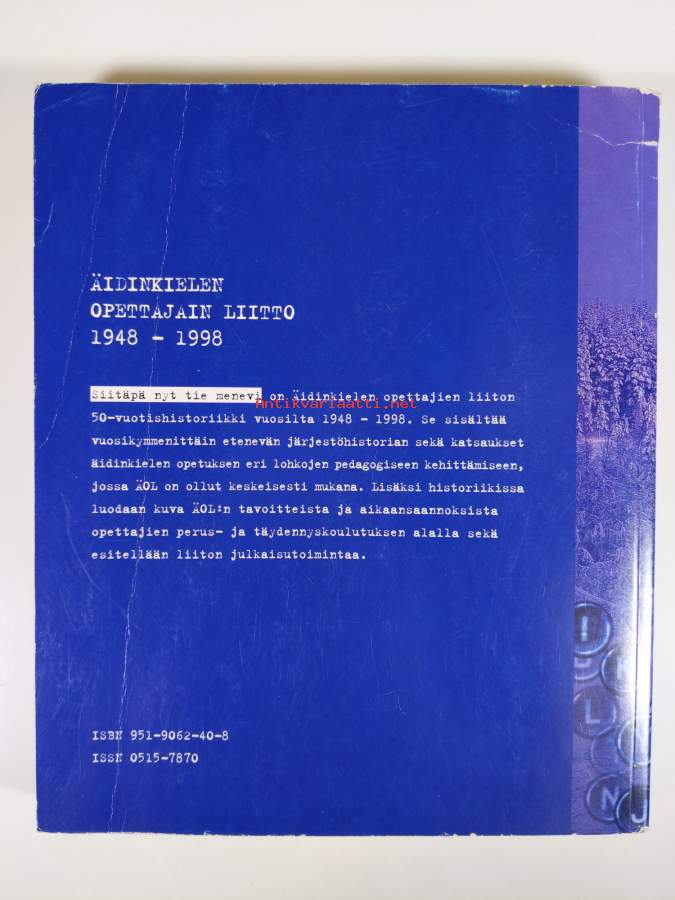 ÄIDINKIELEN
OPETTAJAIN LIITTO
1948 - 1998
Siitäpä nyt tie menevi on Äidinkielen opettajien liiton
Antikvariaatti.net
50-vuotishistoriikki vuosilta 1948 - 1998. Se sisältää
vuosikymmenittäin etenevän järjestöhistorian sekä katsaukset
äidinkielen opetuksen eri lohkojen pedagogiseen kehittämiseen,
jossa ÄOL on ollut keskeisesti mukana. Lisäksi historiikissa
luodaan kuva ÄOL:n tavoitteista ja aikaansaannoksista
opettajien perus- ja täydennyskoulutuksen alalla sekä
esitellään liiton julkaisutoimintaa.
ISBN 951-9062-40-8
ISSN 0515-7870
I
L
N
J